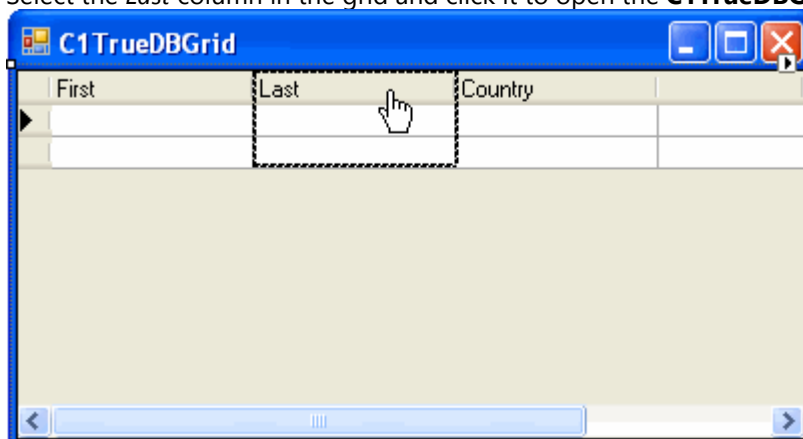 Select the Last column in the grid and click it to open the C1TrueDBG
C1TrueDBGrid
First Last Country